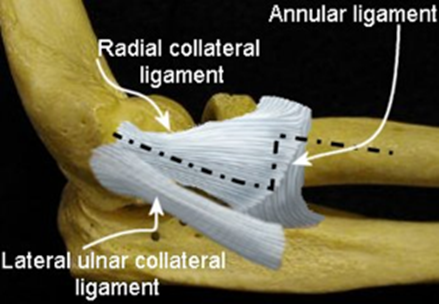 Annular ligament
Radial collateral
ligament
Lateral ulnar collateral
ligament